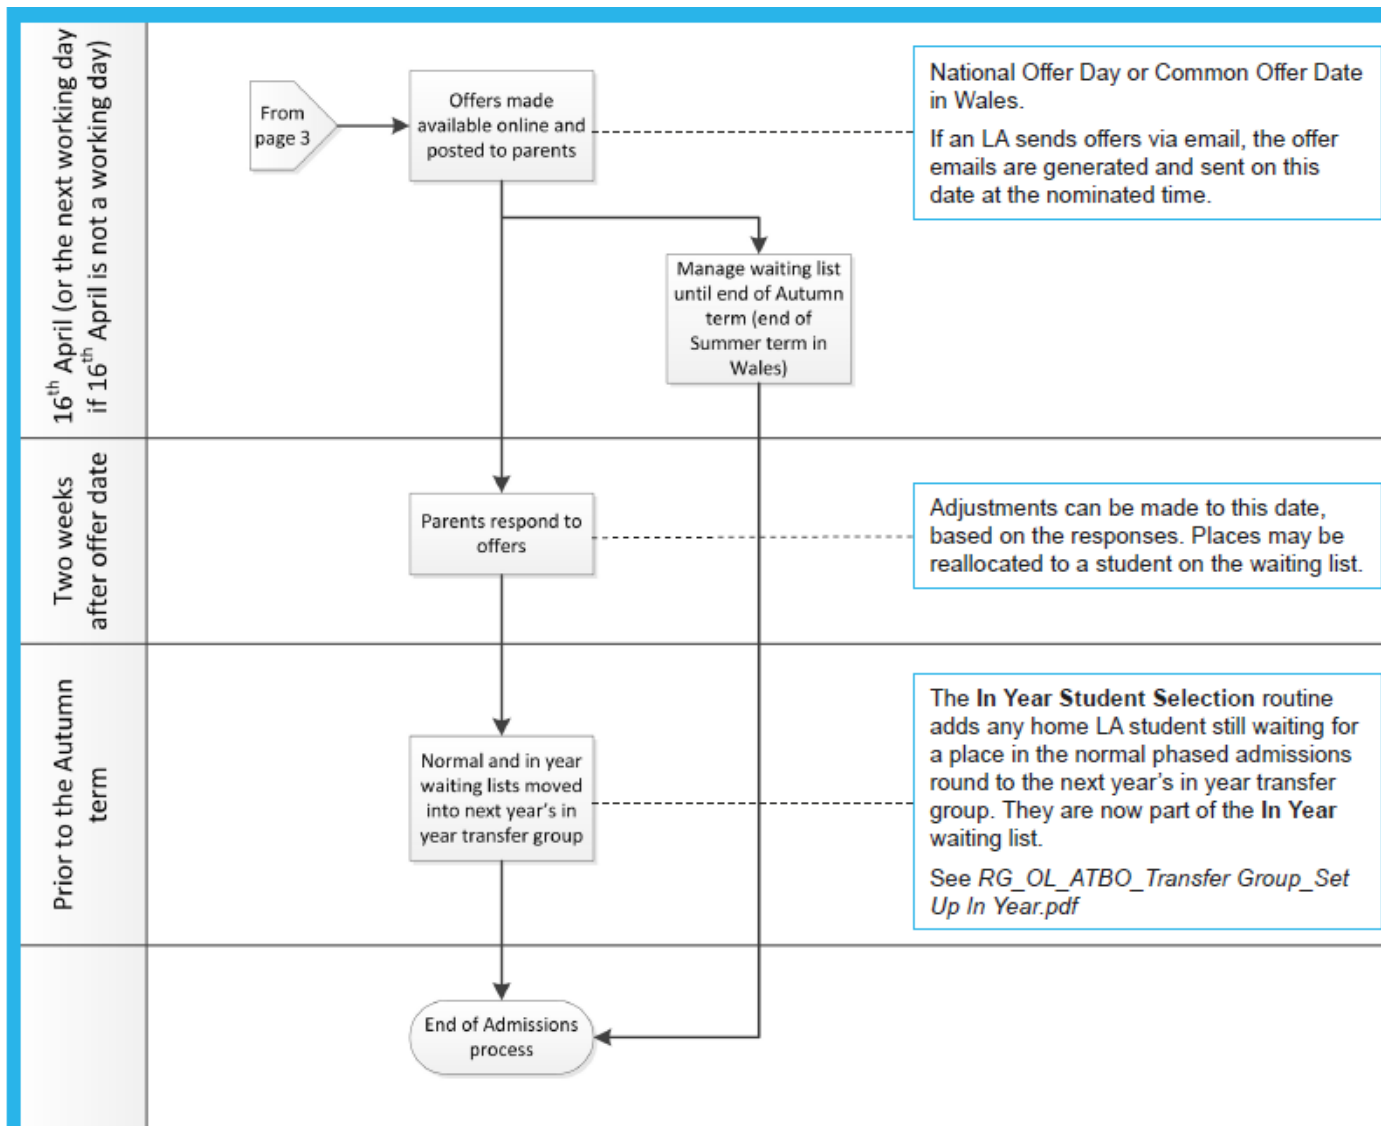 16th April (or the next working day
if 16th April is not a working day)
From
page 3
Offers made
available online and
posted to parents
National Offer Day or Common Offer Date
in Wales.
If an LA sends offers via email, the offer
emails are generated and sent on this
date at the nominated time.
Manage waiting list
until end of Autumn
term (end of
Summer term in
Wales)
Two weeks
after offer date
Parents respond to
offers
Adjustments can be made to this date,
based on the responses. Places may be
reallocated to a student on the waiting list.
Prior to the Autumn
term
Normal and in year
waiting lists moved
into next year's in
year transfer group
The In Year Student Selection routine
adds any home LA student still waiting for
a place in the normal phased admissions
round to the next year's in year transfer
group. They are now part of the In Year
waiting list.
See RG_OL_ATBO_Transfer Group_Set
Up In Year.pdf
End of Admissions
process